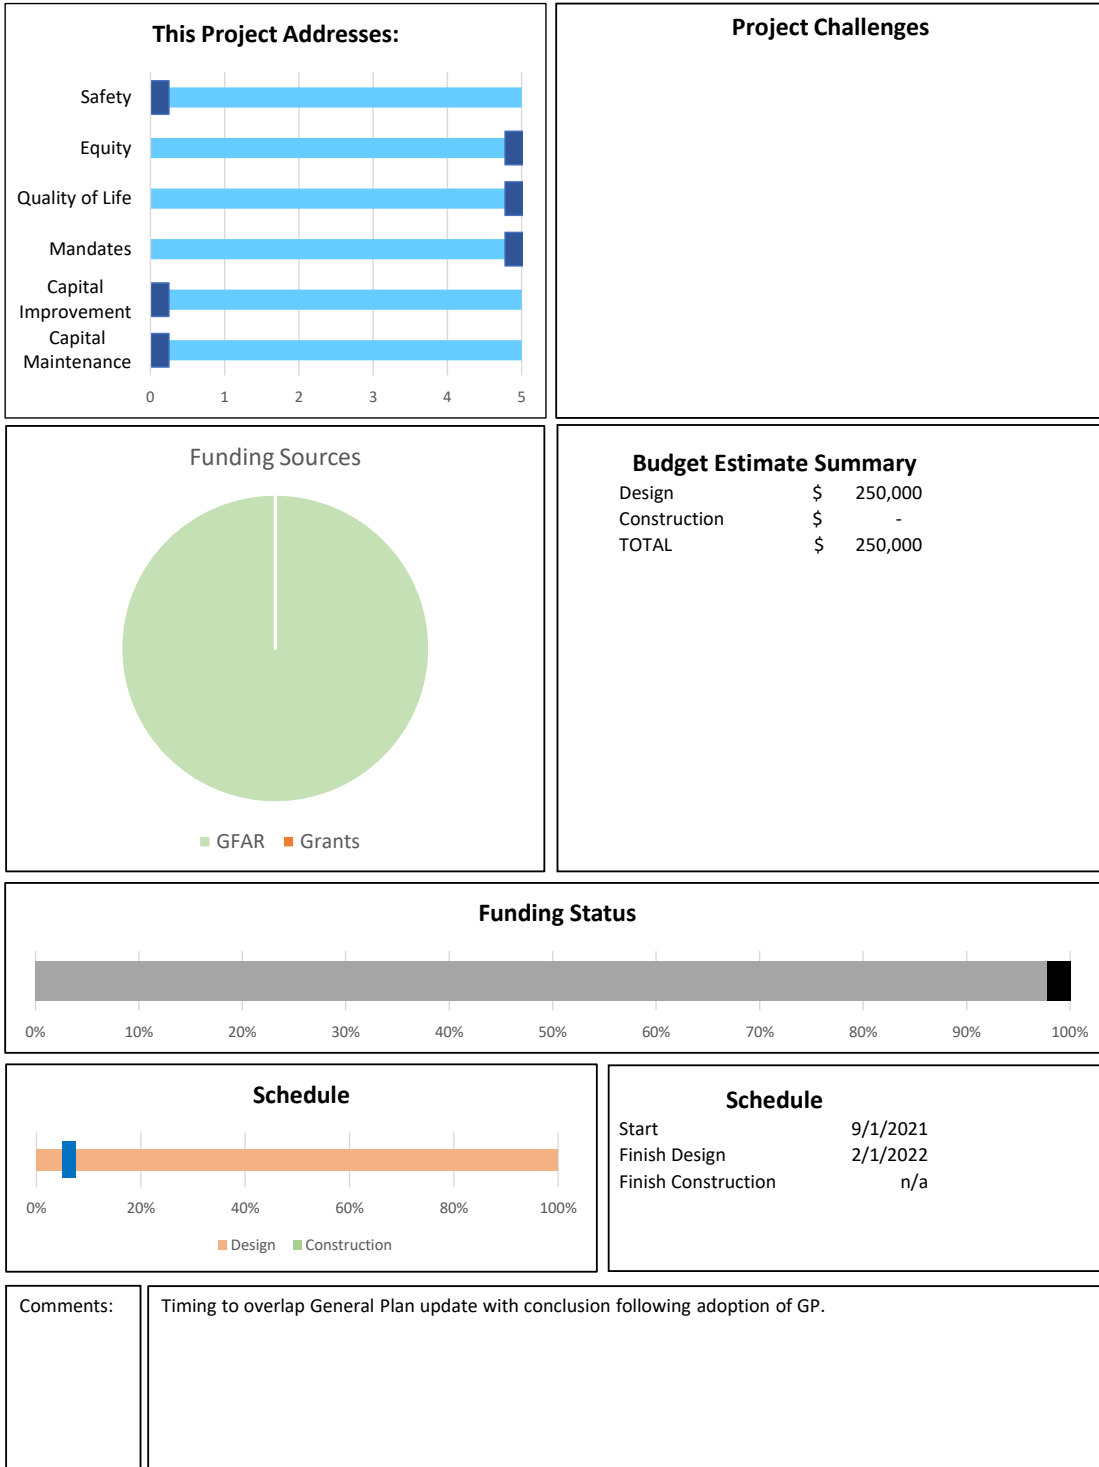 This Project Addresses:
Safety
Equity
Quality of Life
Mandates
Capital
Improvement
Capital
Maintenance
0 1 2 3 4 5
Project Challenges
Funding Sources
GFAR Grants
Budget Estimate Summary
Design $ 250,000
Construction $ -
TOTAL $ 250,000
Funding Status
0% 10% 20% 30% 40% 50% 60% 70% 80% 90% 100%
Schedule
0% 20% 40% 60% 80% 100%
Design Construction
Schedule
Start 9/1/2021
Finish Design 2/1/2022
Finish Construction n/a
Comments:
Timing to overlap General Plan update with conclusion following adoption of GP.